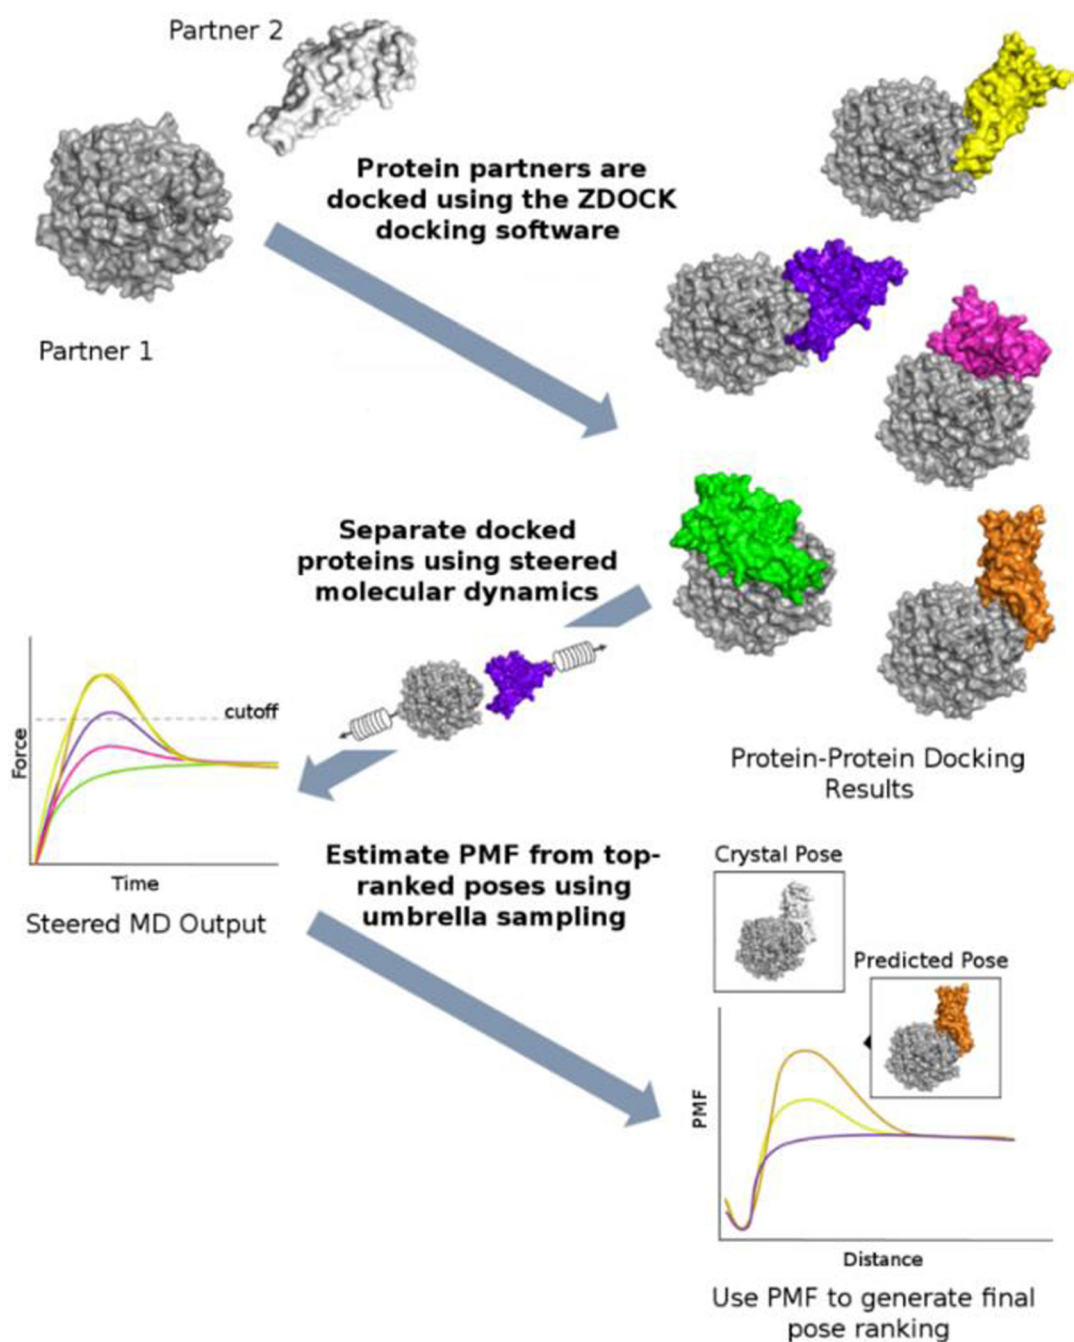 Partner 2
Partner 1
Protein partners are
docked using the ZDOCK
docking software
Separate docked
proteins using steered
molecular dynamics
Protein-Protein Docking
Results
cutoff
Force
Time
Steered MD Output
Estimate PMF from top-
ranked poses using
umbrella sampling
Crystal Pose
Predicted Pose
PMF
Distance
Use PMF to generate final
pose ranking